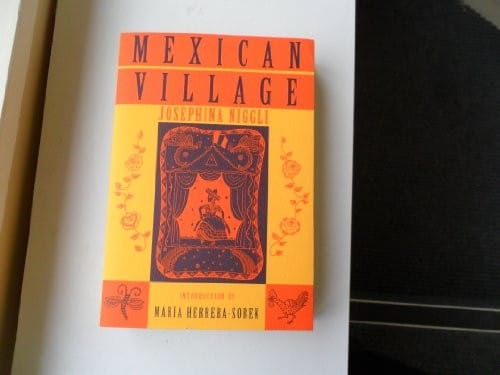 MEXICAN
VILLAGE
JOSEPHINA NIGGLI
INTRODUCTION BY
MARIA HERRERA-SOBEK